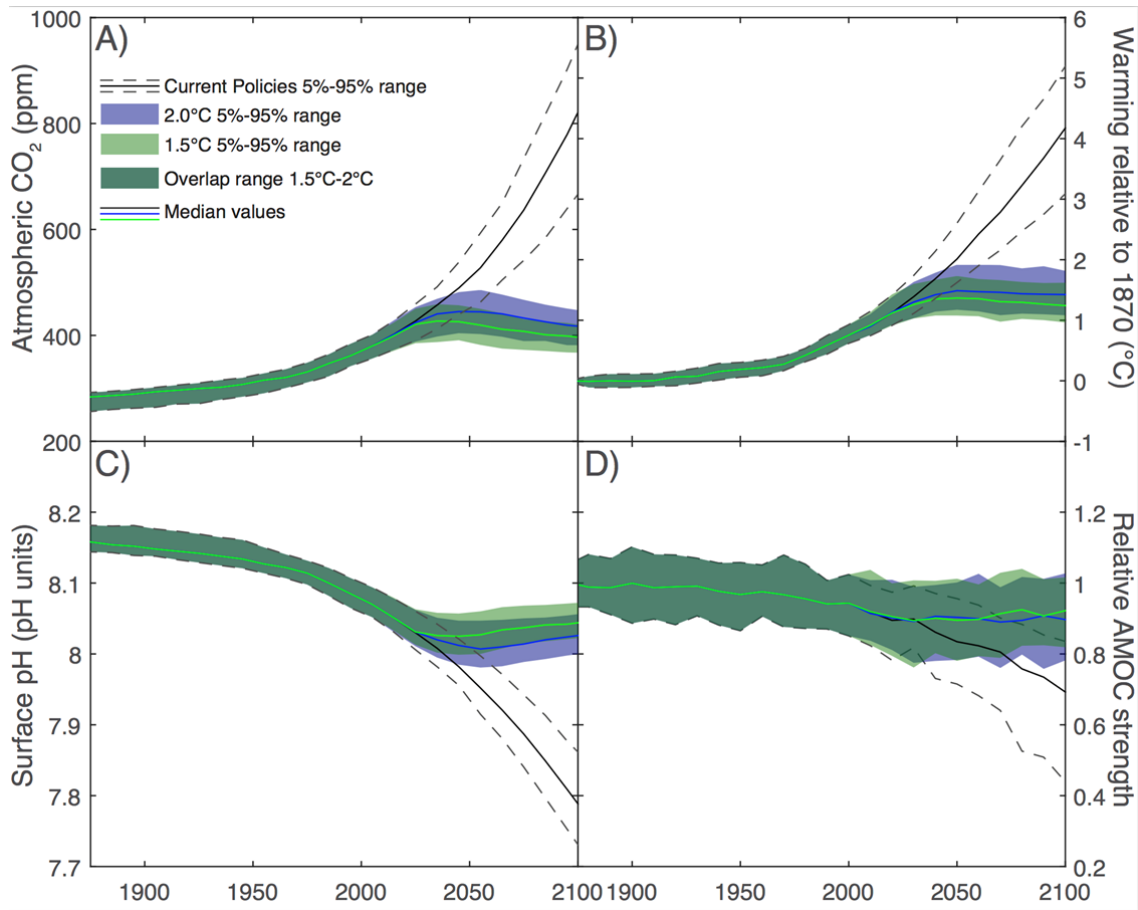 A)
B)
1000
800
600
400
200
Atmospheric CO2 (ppm)
Current Policies 5%-95% range
2.0°C 5%-95% range
1.5°C 5%-95% range
Overlap range 1.5°C-2°C
Median values
6
5
4
3
2
1
0
-1
Warming relative to 1870 (°C)
C)
D)
8.2
8.1
8
7.9
7.8
7.7
Surface pH (pH units)
1.2
1
0.8
0.6
0.4
0.2
Relative AMOC strength
1900
1950
2000
2050
2100
1900
1950
2000
2050
2100